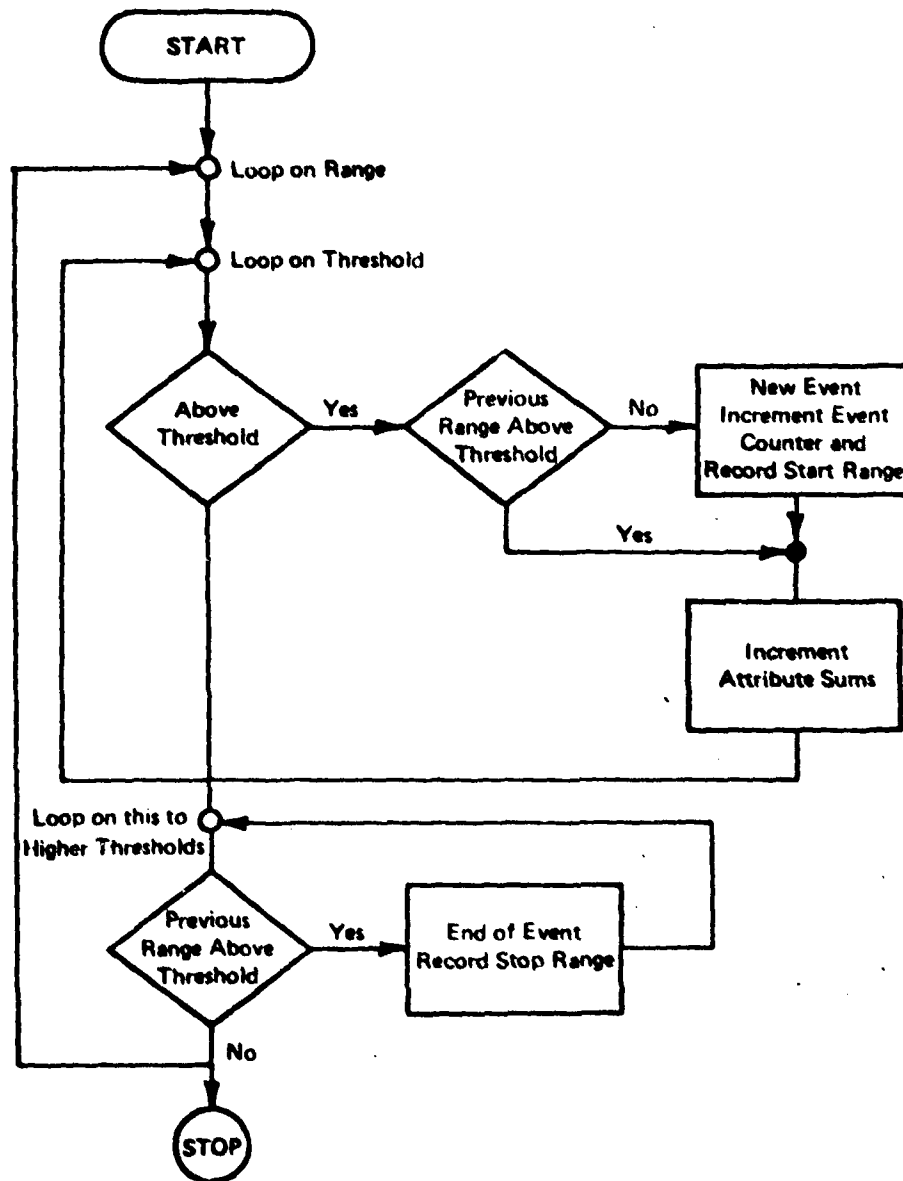 START
Loop on Range
Loop on Threshold
Above
Threshold
Yes
Previous
Range Above
Threshold
No
New Event
Increment Event
Counter and
Record Start Range
Yes
Increment
Attribute Sums
Loop on this to
Higher Thresholds
Previous
Range Above
Threshold
Yes
End of Event
Record Stop Range
No
STOP